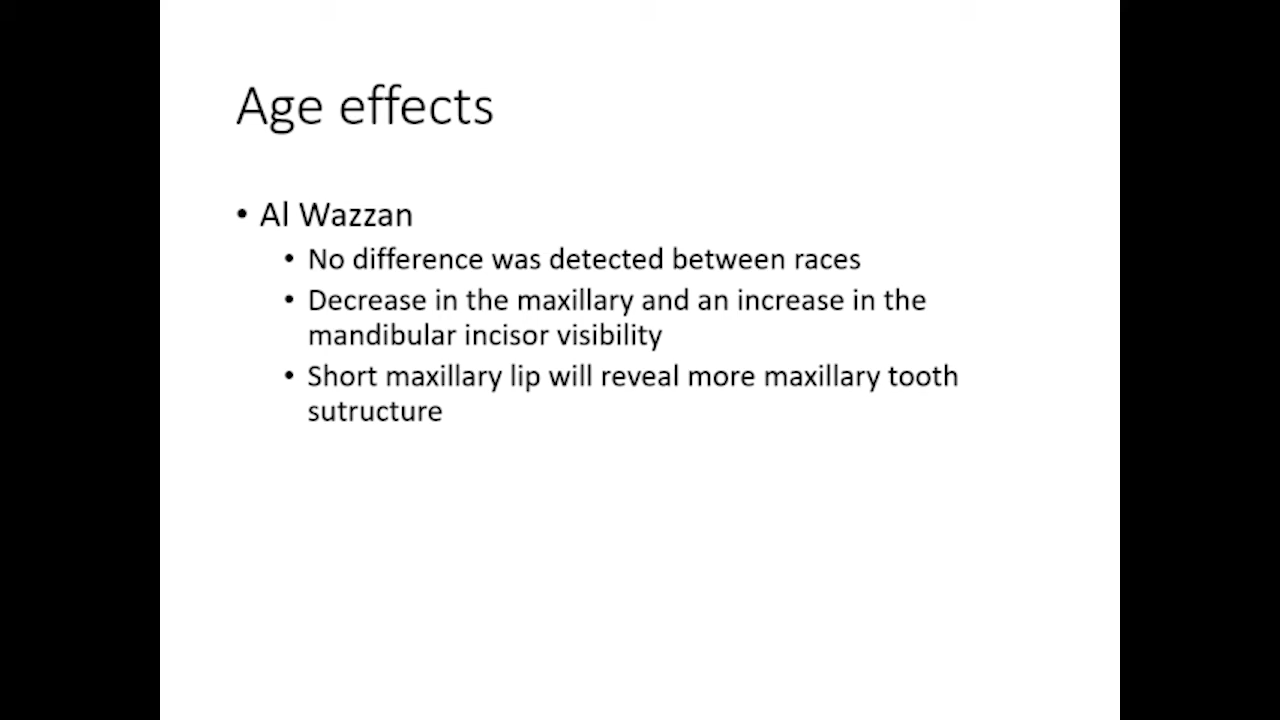 Age effects
• Al Wazzan
• No difference was detected between races
• Decrease in the maxillary and an increase in the
mandibular incisor visibility
• Short maxillary lip will reveal more maxillary tooth
sutructure